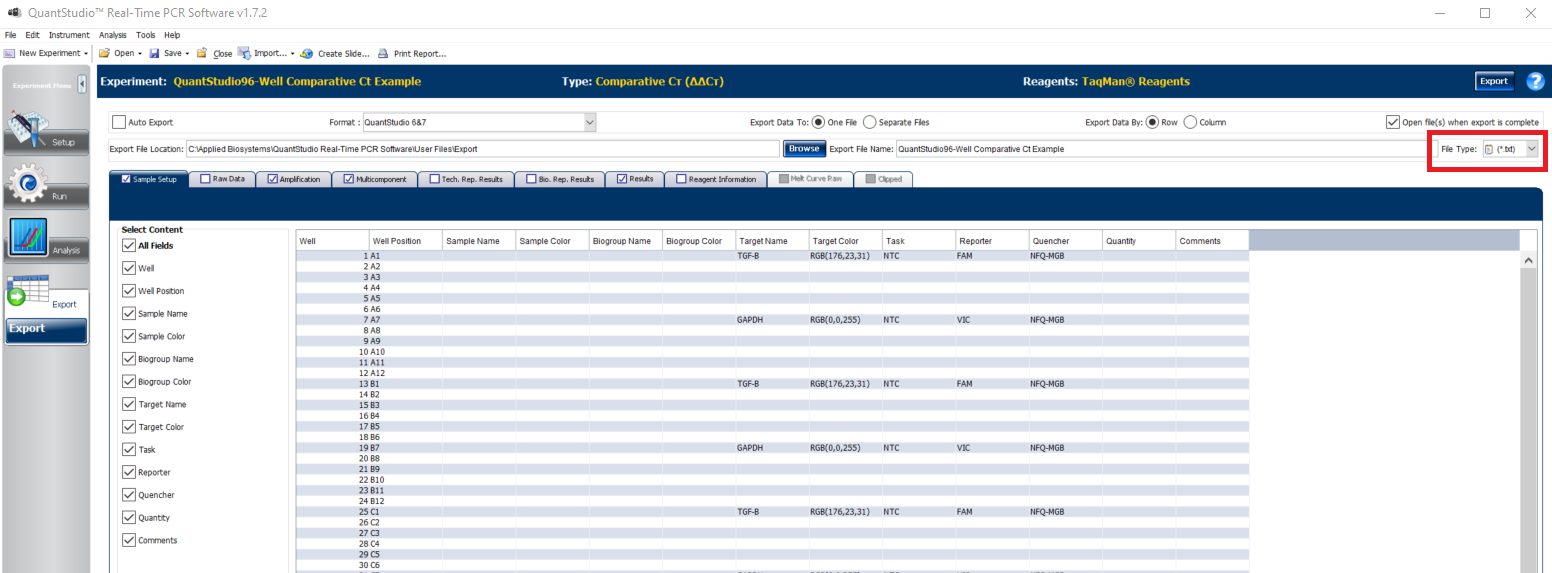 QuantStudio™ Real-Time PCR Software v1.7.2
File Edit Instrument Analysis Tools Help
New Experiment Open Save Close Import... Create Slide... Print Report...
Experiment Menu
Experiment: QuantStudio96-Well Comparative Ct Example Type: Comparative Cт (ΔΔCт) Reagents: TaqMan® Reagents Export ?
Auto Export Format : QuantStudio 6&7 Export Data To: One File Separate Files Export Data By: Row Column Open file(s) when export is complete
Export File Location: C:\Applied Biosystems\QuantStudio Real-Time PCR Software\User Files\Export Browse Export File Name: QuantStudio96-Well Comparative Ct Example File Type: (*.txt)
Setup
Run
Analysis
Export
Export
Sample Setup Raw Data Amplification Multicomponent Tech. Rep. Results Bio. Rep. Results Results Reagent Information Melt Curve Raw Clipped
Select Content
All Fields
Well
Well Position
Sample Name
Sample Color
Biogroup Name
Biogroup Color
Target Name
Target Color
Task
Reporter
Quencher
Quantity
Comments
Well Well Position Sample Name Sample Color Biogroup Name Biogroup Color Target Name Target Color Task Reporter Quencher Quantity Comments
1 A1 TGF-B RGB(176,23,31) NTC FAM NFQ-MGB
2 A2
3 A3
4 A4
5 A5
6 A6
7 A7 GAPDH RGB(0,0,255) NTC VIC NFQ-MGB
8 A8
9 A9
10 A10
11 A11
12 A12
13 B1 TGF-B RGB(176,23,31) NTC FAM NFQ-MGB
14 B2
15 B3
16 B4
17 B5
18 B6
19 B7 GAPDH RGB(0,0,255) NTC VIC NFQ-MGB
20 B8
21 B9
22 B10
23 B11
24 B12
25 C1 TGF-B RGB(176,23,31) NTC FAM NFQ-MGB
26 C2
27 C3
28 C4
29 C5
30 C6